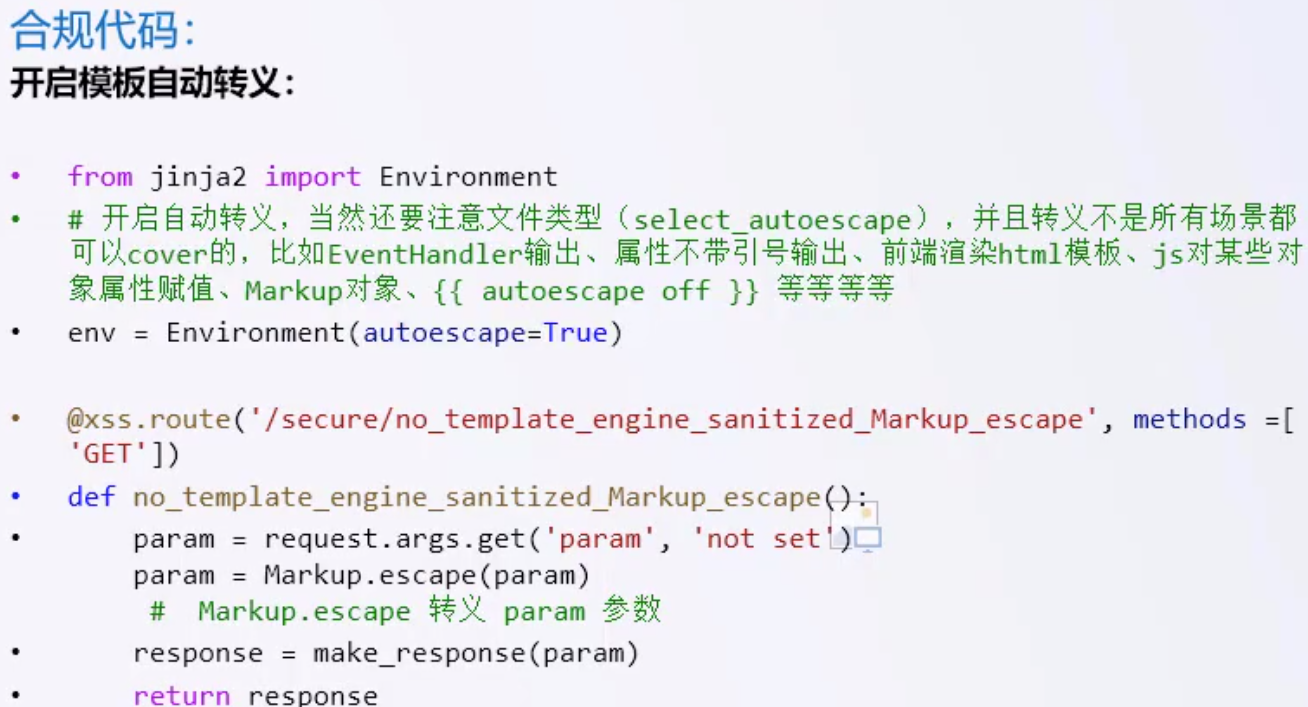 合规代码：
开启模板自动转义：
• from jinja2 import Environment
• # 开启自动转义，当然还要注意文件类型（select_autoescape），并且转义不是所有场景都
可以cover的，比如EventHandler输出、属性不带引号输出、前端渲染html模板、js对某些对
象属性赋值、Markup对象、{{ autoescape off }} 等等等等
• env = Environment(autoescape=True)
• @xss.route('/secure/no_template_engine_sanitized_Markup_escape', methods =[
'GET'])
• def no_template_engine_sanitized_Markup_escape():
• param = request.args.get('param', 'not set')
param = Markup.escape(param)
# Markup.escape 转义 param 参数
• response = make_response(param)
• return response